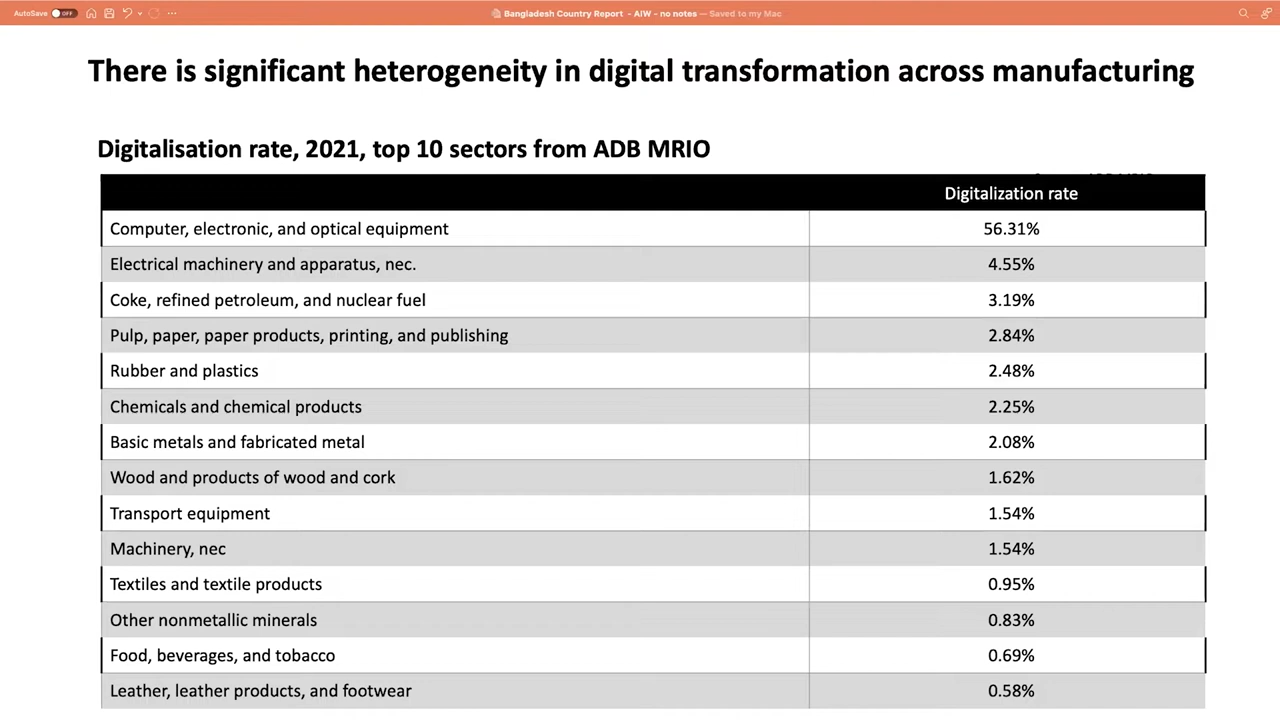 AutoSave OFF
Bangladesh Country Report - AIW - no notes — Saved to my Mac
There is significant heterogeneity in digital transformation across manufacturing
Digitalisation rate, 2021, top 10 sectors from ADB MRIO
Digitalization rate
Computer, electronic, and optical equipment 56.31%
Electrical machinery and apparatus, nec. 4.55%
Coke, refined petroleum, and nuclear fuel 3.19%
Pulp, paper, paper products, printing, and publishing 2.84%
Rubber and plastics 2.48%
Chemicals and chemical products 2.25%
Basic metals and fabricated metal 2.08%
Wood and products of wood and cork 1.62%
Transport equipment 1.54%
Machinery, nec 1.54%
Textiles and textile products 0.95%
Other nonmetallic minerals 0.83%
Food, beverages, and tobacco 0.69%
Leather, leather products, and footwear 0.58%